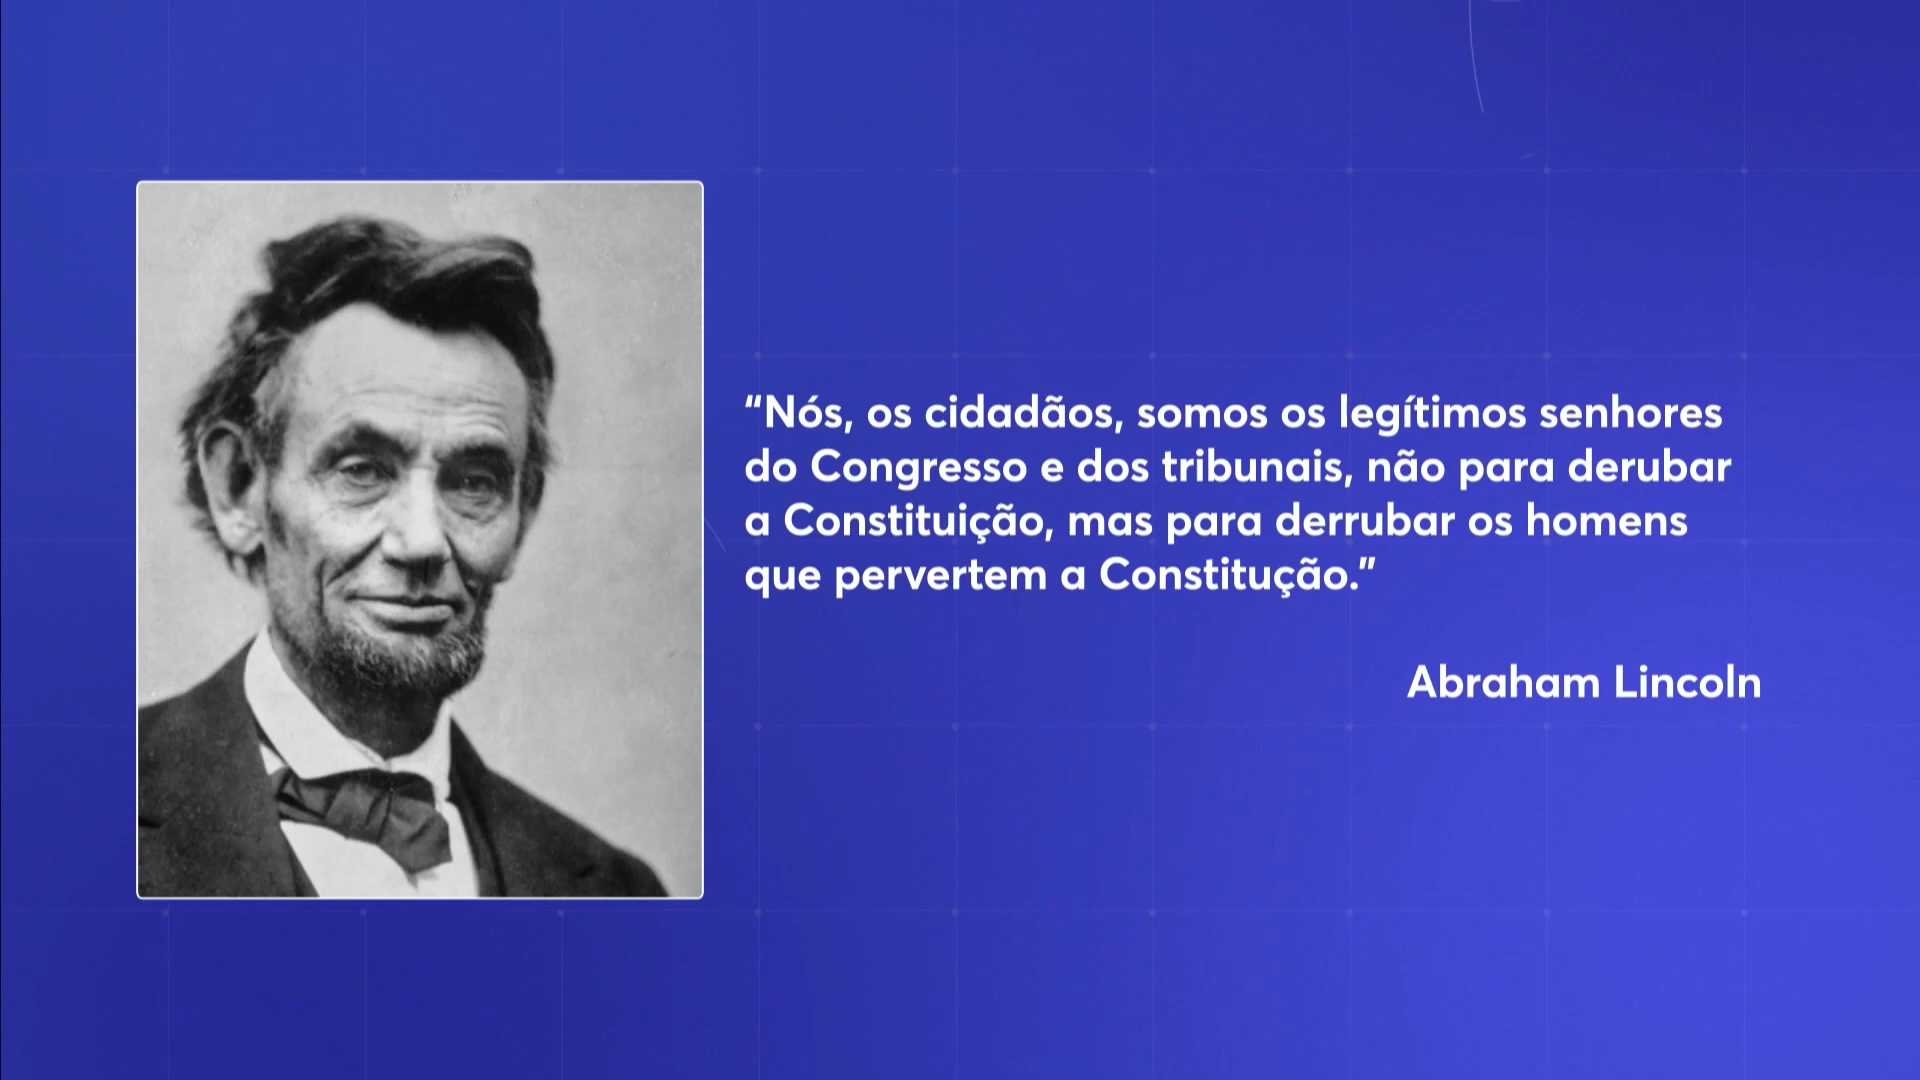 “Nós, os cidadãos, somos os legítimos senhores
do Congresso e dos tribunais, não para derubar
a Constituição, mas para derrubar os homens
que pervertem a Constitução.”
Abraham Lincoln